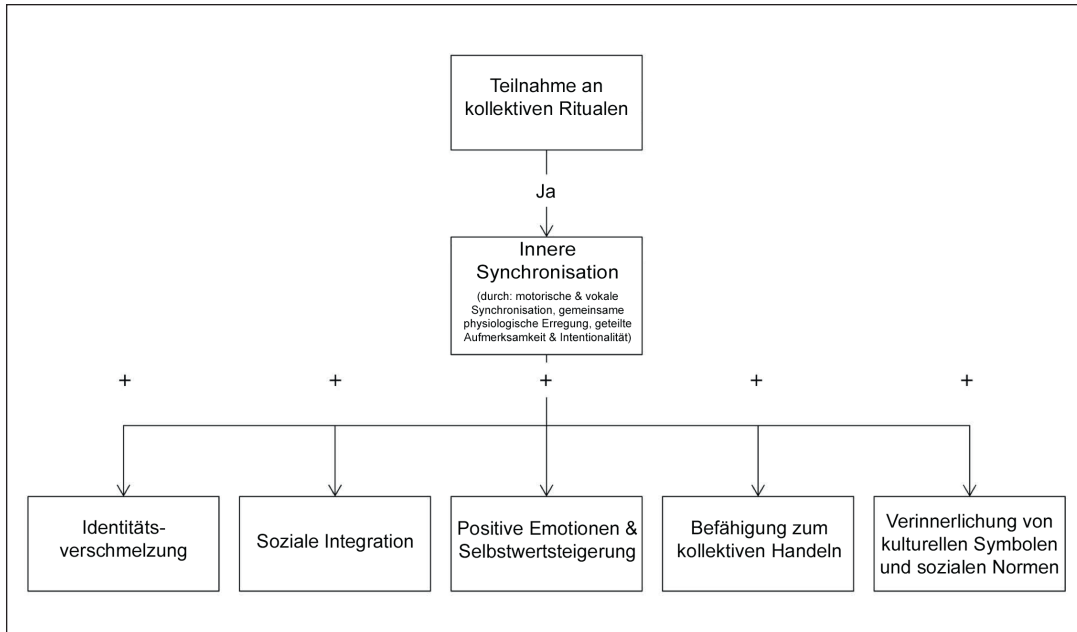 Teilnahme an
kollektiven Ritualen
Ja
Innere
Synchronisation
(durch: motorische & vokale
Synchronisation, gemeinsame
physiologische Erregung, geteilte
Aufmerksamkeit & Intentionalität)
+ + + + +
Identitäts-
verschmelzung
Soziale Integration
Positive Emotionen &
Selbstwertsteigerung
Befähigung zum
kollektiven Handeln
Verinnerlichung von
kulturellen Symbolen
und sozialen Normen